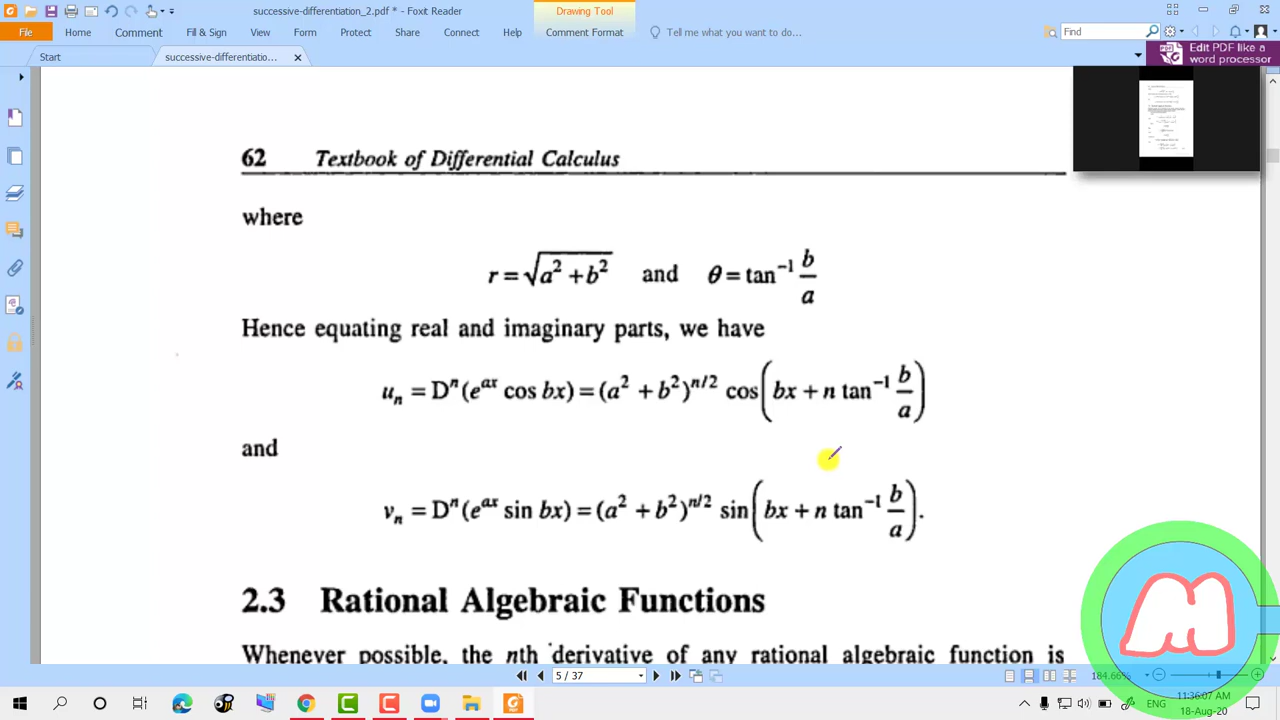 successive-differentiation_2.pdf * - Foxit Reader
Drawing Tool
File Home Comment Fill & Sign View Form Protect Share Connect Help Comment Format Tell me what you want to do... Find
Start successive-differentiatio... Edit PDF like a
word processor
62 Textbook of Differential Calculus
where
r = √(a² + b²) and θ = tan⁻¹ b/a
Hence equating real and imaginary parts, we have
uₙ = Dⁿ (e^{ax} cos bx) = (a² + b²)^{n/2} cos(bx + n tan⁻¹ b/a)
and
vₙ = Dⁿ (e^{ax} sin bx) = (a² + b²)^{n/2} sin(bx + n tan⁻¹ b/a).
2.3 Rational Algebraic Functions
Whenever possible, the nth derivative of any rational algebraic function is
M
5 / 37
184.66%
11:36:07 AM
ENG
18-Aug-20